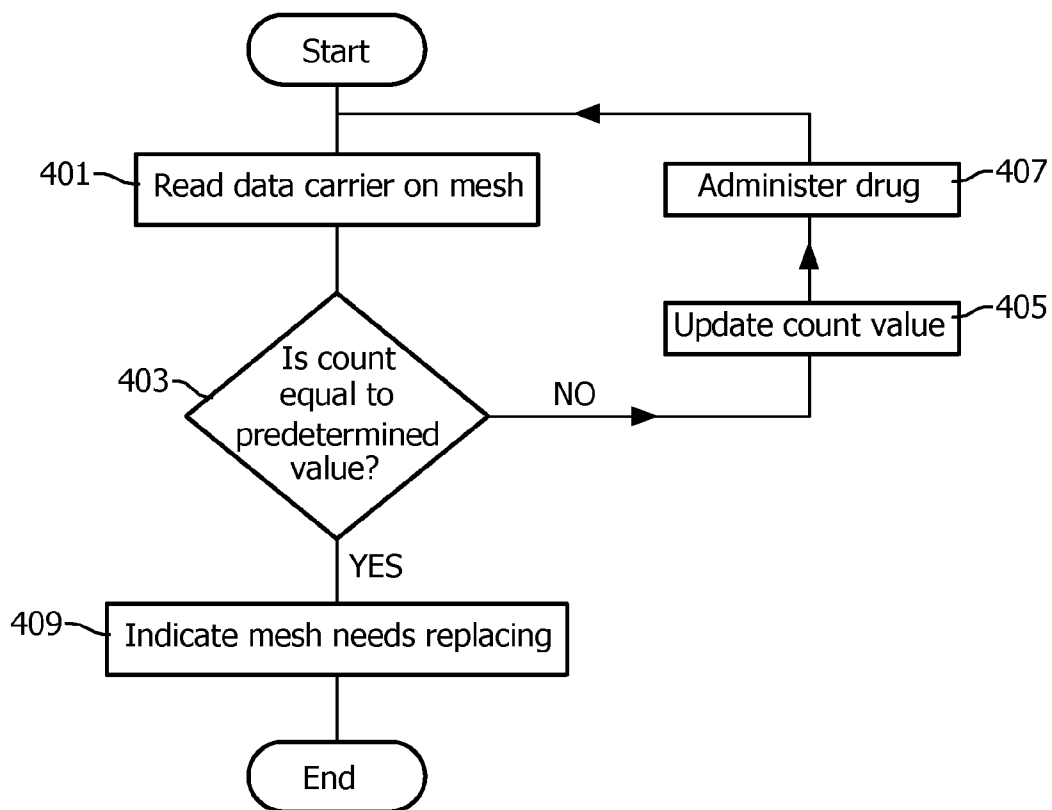 Start
401
Read data carrier on mesh
Administer drug
407
Update count value
405
403
Is count
equal to
predetermined
value?
NO
YES
409
Indicate mesh needs replacing
End